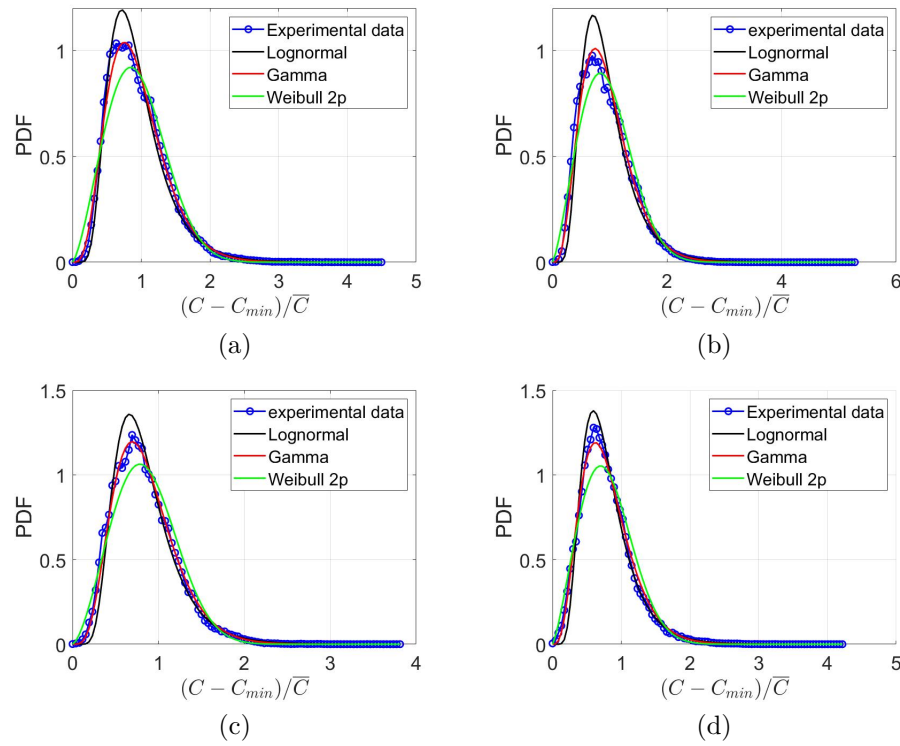 1
0.5
0
PDF
0 1 2 3 4 5
(C − C_min)/C̅
Experimental data
Lognormal
Gamma
Weibull 2p
(a)
1
0.5
0
PDF
0 2 4 6
(C − C_min)/C̅
experimental data
Lognormal
Gamma
Weibull 2p
(b)
1.5
1
0.5
0
PDF
0 1 2 3 4
(C − C_min)/C̅
experimental data
Lognormal
Gamma
Weibull 2p
(c)
1.5
1
0.5
0
PDF
0 1 2 3 4 5
(C − C_min)/C̅
Experimental data
Lognormal
Gamma
Weibull 2p
(d)